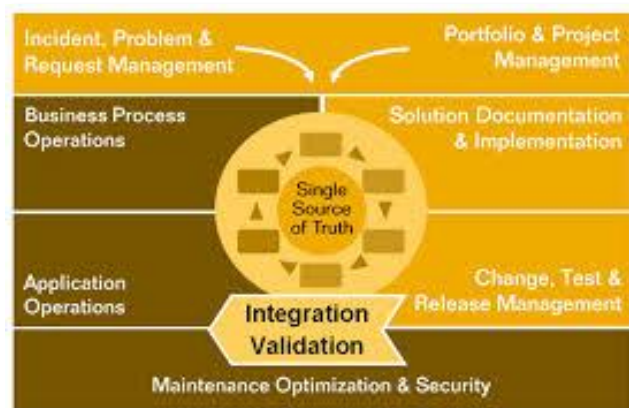 Incident, Problem &
Request Management
Portfolio & Project
Management
Business Process
Operations
Solution Documentation
& Implementation
Single
Source
of Truth
Application
Operations
Change, Test &
Release Management
Integration
Validation
Maintenance Optimization & Security